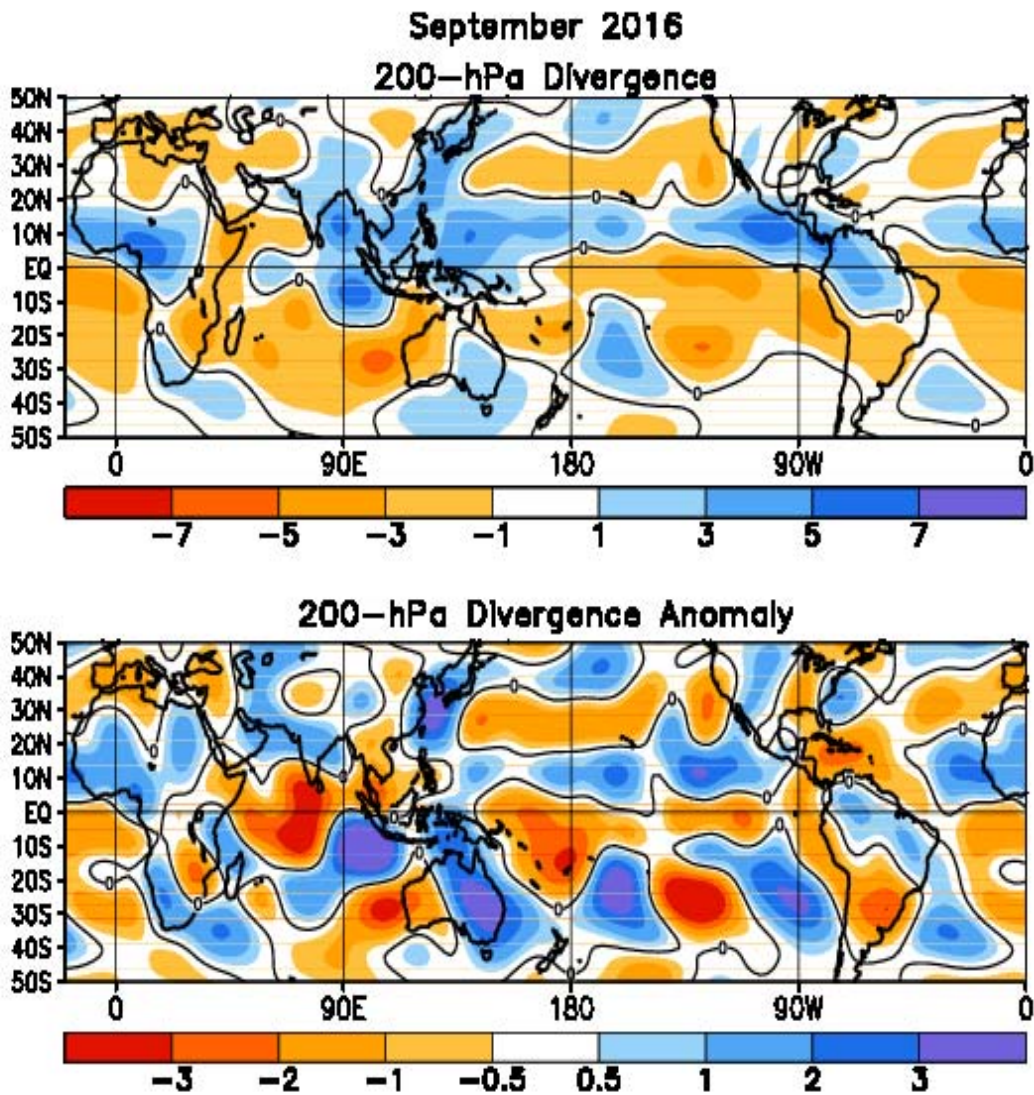 September 2016
200-hPa Divergence
50N
40N
30N
20N
10N
EQ
10S
20S
30S
40S
50S
0 90E 180 90W 0
-7 -5 -3 -1 1 3 5 7
200-hPa Divergence Anomaly
50N
40N
30N
20N
10N
EQ
10S
20S
30S
40S
50S
0 90E 180 90W 0
-3 -2 -1 -0.5 0.5 1 2 3